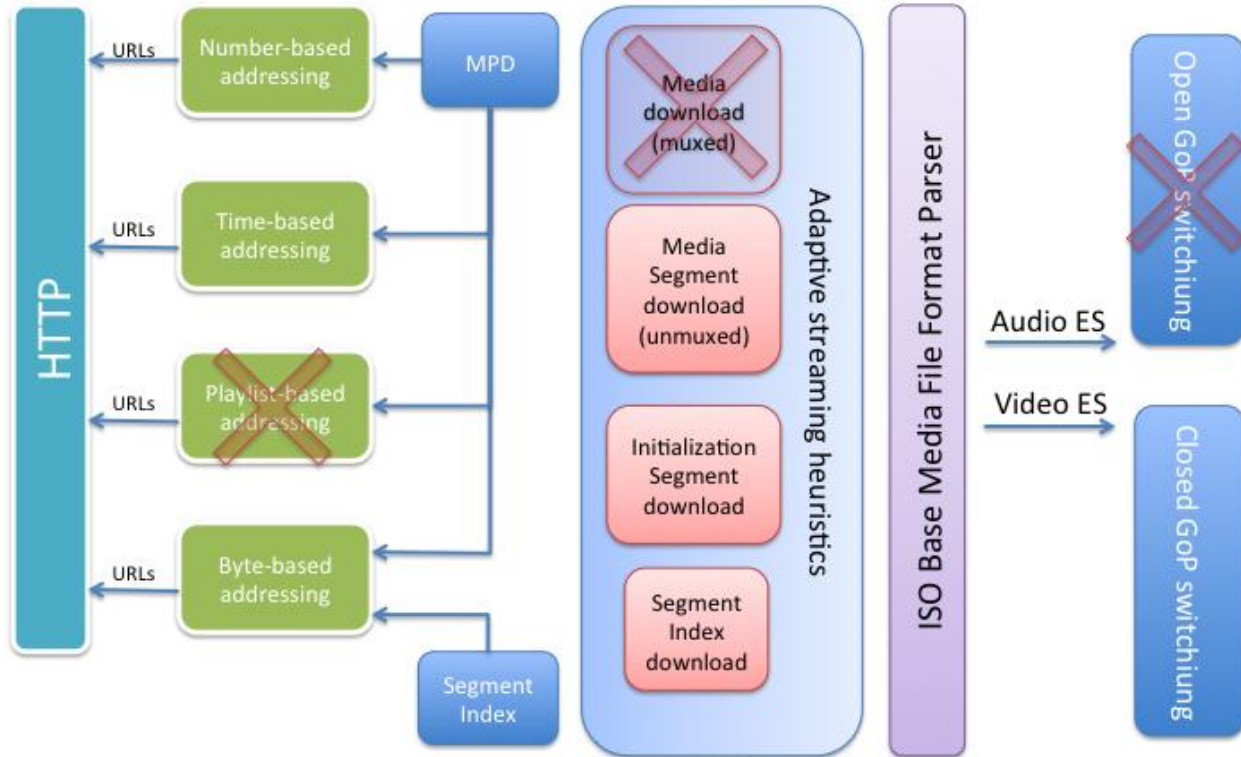 HTTP
URLs
Number-based
addressing
MPD
URLs
Time-based
addressing
URLs
Playlist-based
addressing
URLs
Byte-based
addressing
Segment
Index
Media
download
(muxed)
Media
Segment
download
(unmuxed)
Initialization
Segment
download
Segment
Index
download
Adaptive streaming heuristics
ISO Base Media File Format Parser
Audio ES
Video ES
Open GoP switchiung
Closed GoP switchiung